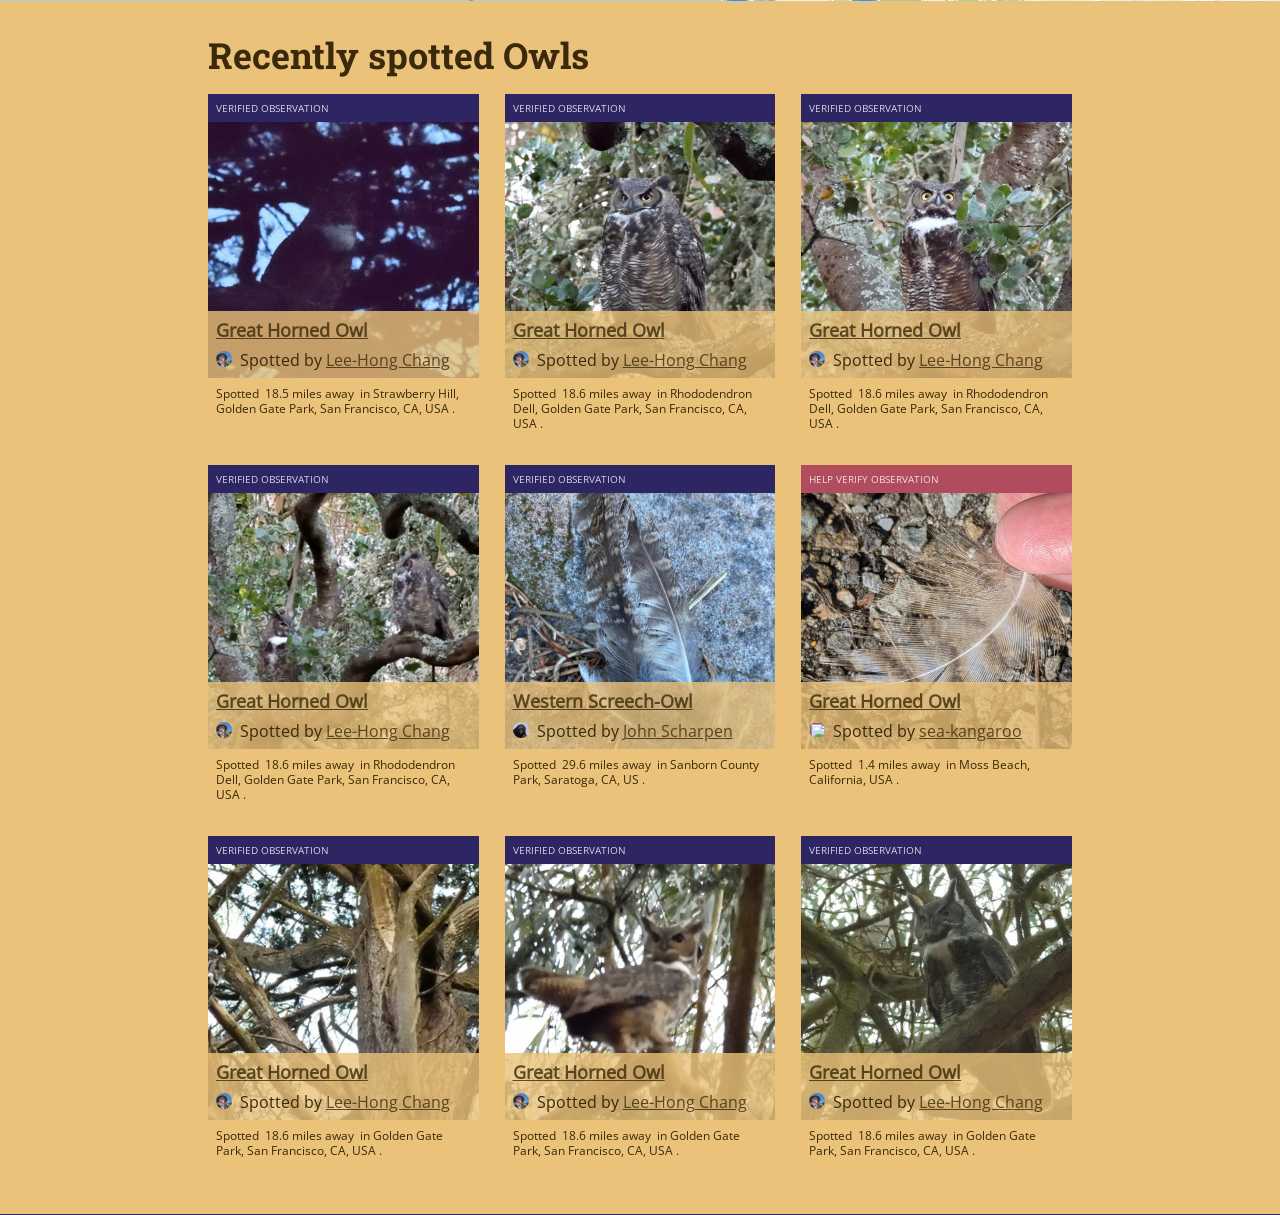 Recently spotted Owls
VERIFIED OBSERVATION
Great Horned Owl
Spotted by Lee-Hong Chang
Spotted 18.5 miles away in Strawberry Hill,
Golden Gate Park, San Francisco, CA, USA .
VERIFIED OBSERVATION
Great Horned Owl
Spotted by Lee-Hong Chang
Spotted 18.6 miles away in Rhododendron
Dell, Golden Gate Park, San Francisco, CA,
USA .
VERIFIED OBSERVATION
Great Horned Owl
Spotted by Lee-Hong Chang
Spotted 18.6 miles away in Rhododendron
Dell, Golden Gate Park, San Francisco, CA,
USA .
VERIFIED OBSERVATION
Great Horned Owl
Spotted by Lee-Hong Chang
Spotted 18.6 miles away in Rhododendron
Dell, Golden Gate Park, San Francisco, CA,
USA .
VERIFIED OBSERVATION
Western Screech-Owl
Spotted by John Scharpen
Spotted 29.6 miles away in Sanborn County
Park, Saratoga, CA, US .
HELP VERIFY OBSERVATION
Great Horned Owl
Spotted by sea-kangaroo
Spotted 1.4 miles away in Moss Beach,
California, USA .
VERIFIED OBSERVATION
Great Horned Owl
Spotted by Lee-Hong Chang
Spotted 18.6 miles away in Golden Gate
Park, San Francisco, CA, USA .
VERIFIED OBSERVATION
Great Horned Owl
Spotted by Lee-Hong Chang
Spotted 18.6 miles away in Golden Gate
Park, San Francisco, CA, USA .
VERIFIED OBSERVATION
Great Horned Owl
Spotted by Lee-Hong Chang
Spotted 18.6 miles away in Golden Gate
Park, San Francisco, CA, USA .